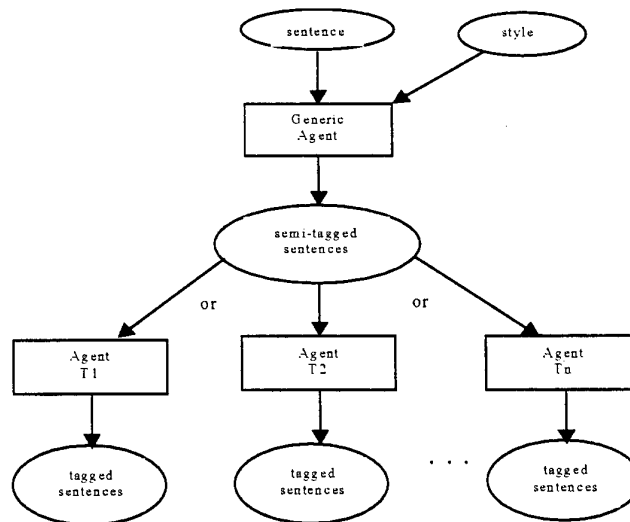 sentence
style
Generic
Agent
semi-tagged
sentences
or
or
Agent
T1
Agent
T2
Agent
Tn
tagged
sentences
tagged
sentences
. . .
tagged
sentences